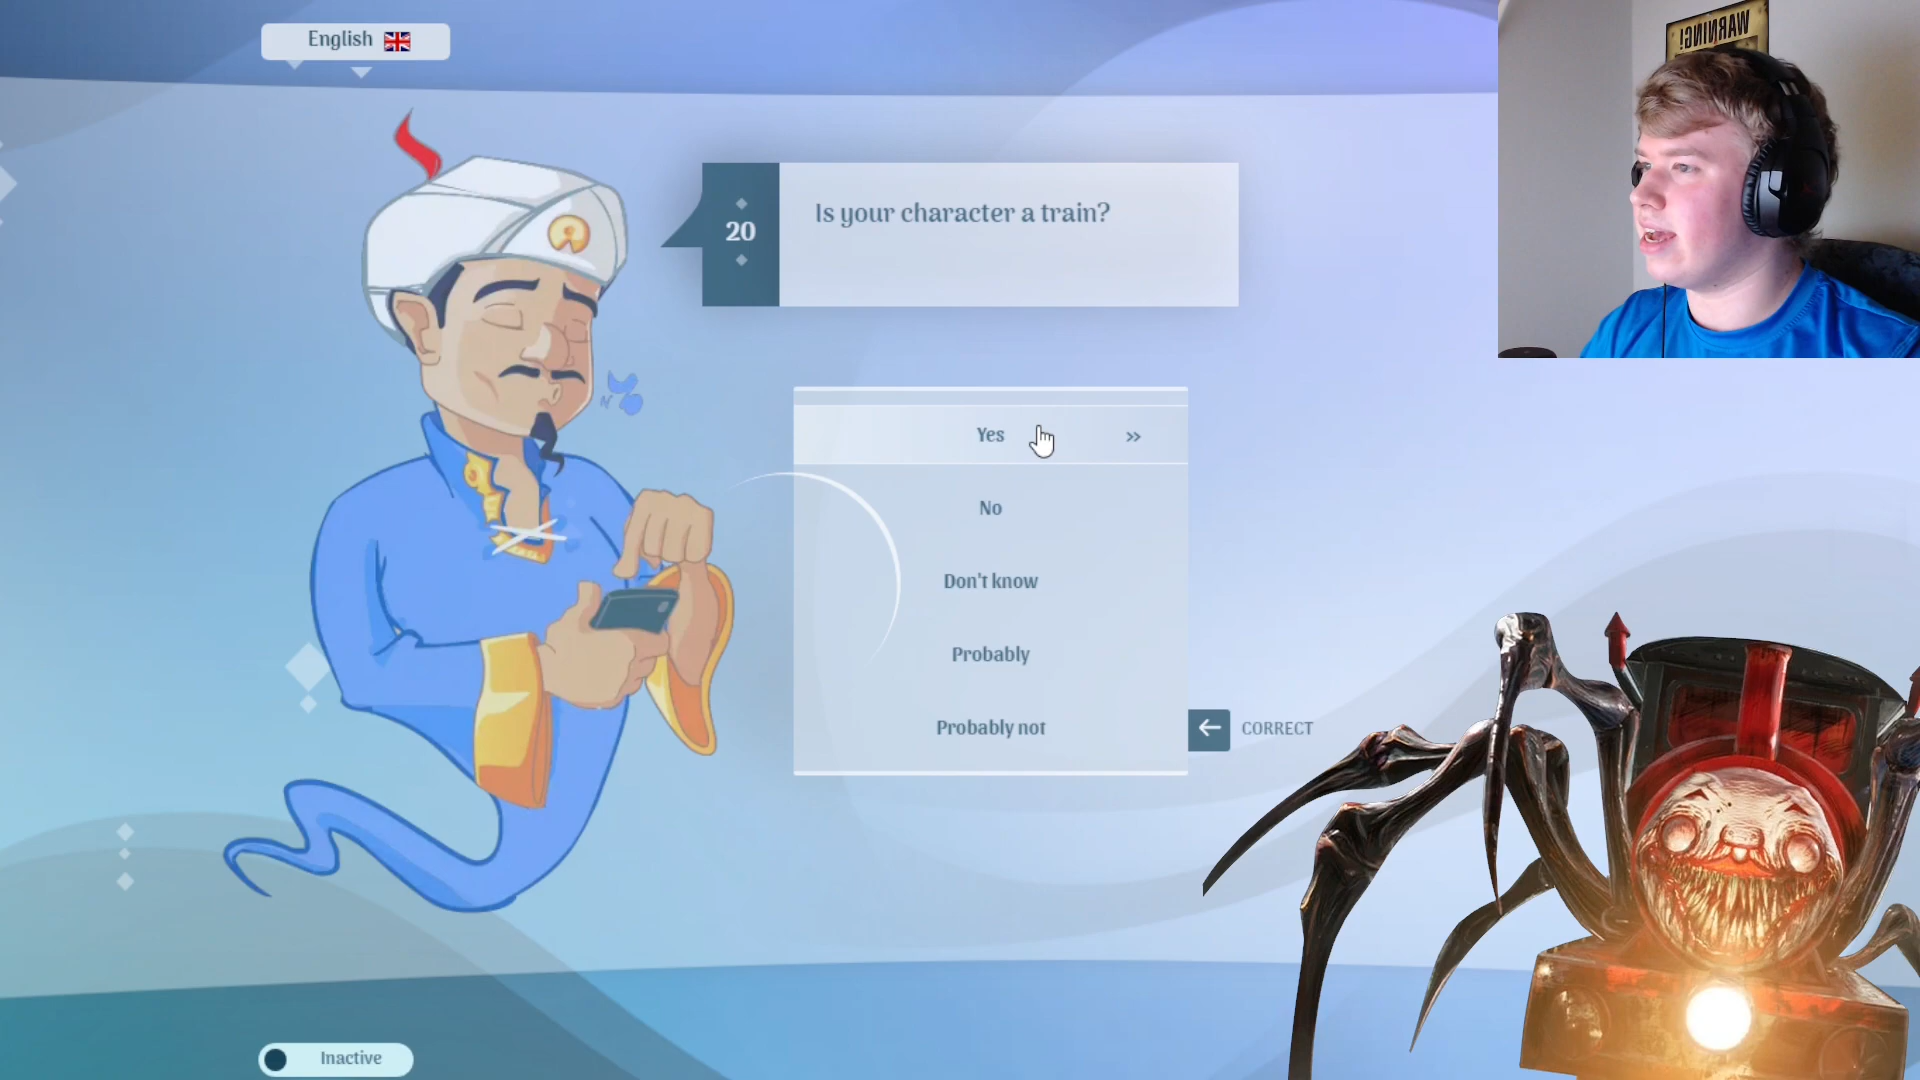 English
WARNING!
20
Is your character a train?
Yes
No
Don't know
Probably
Probably not
CORRECT
Inactive